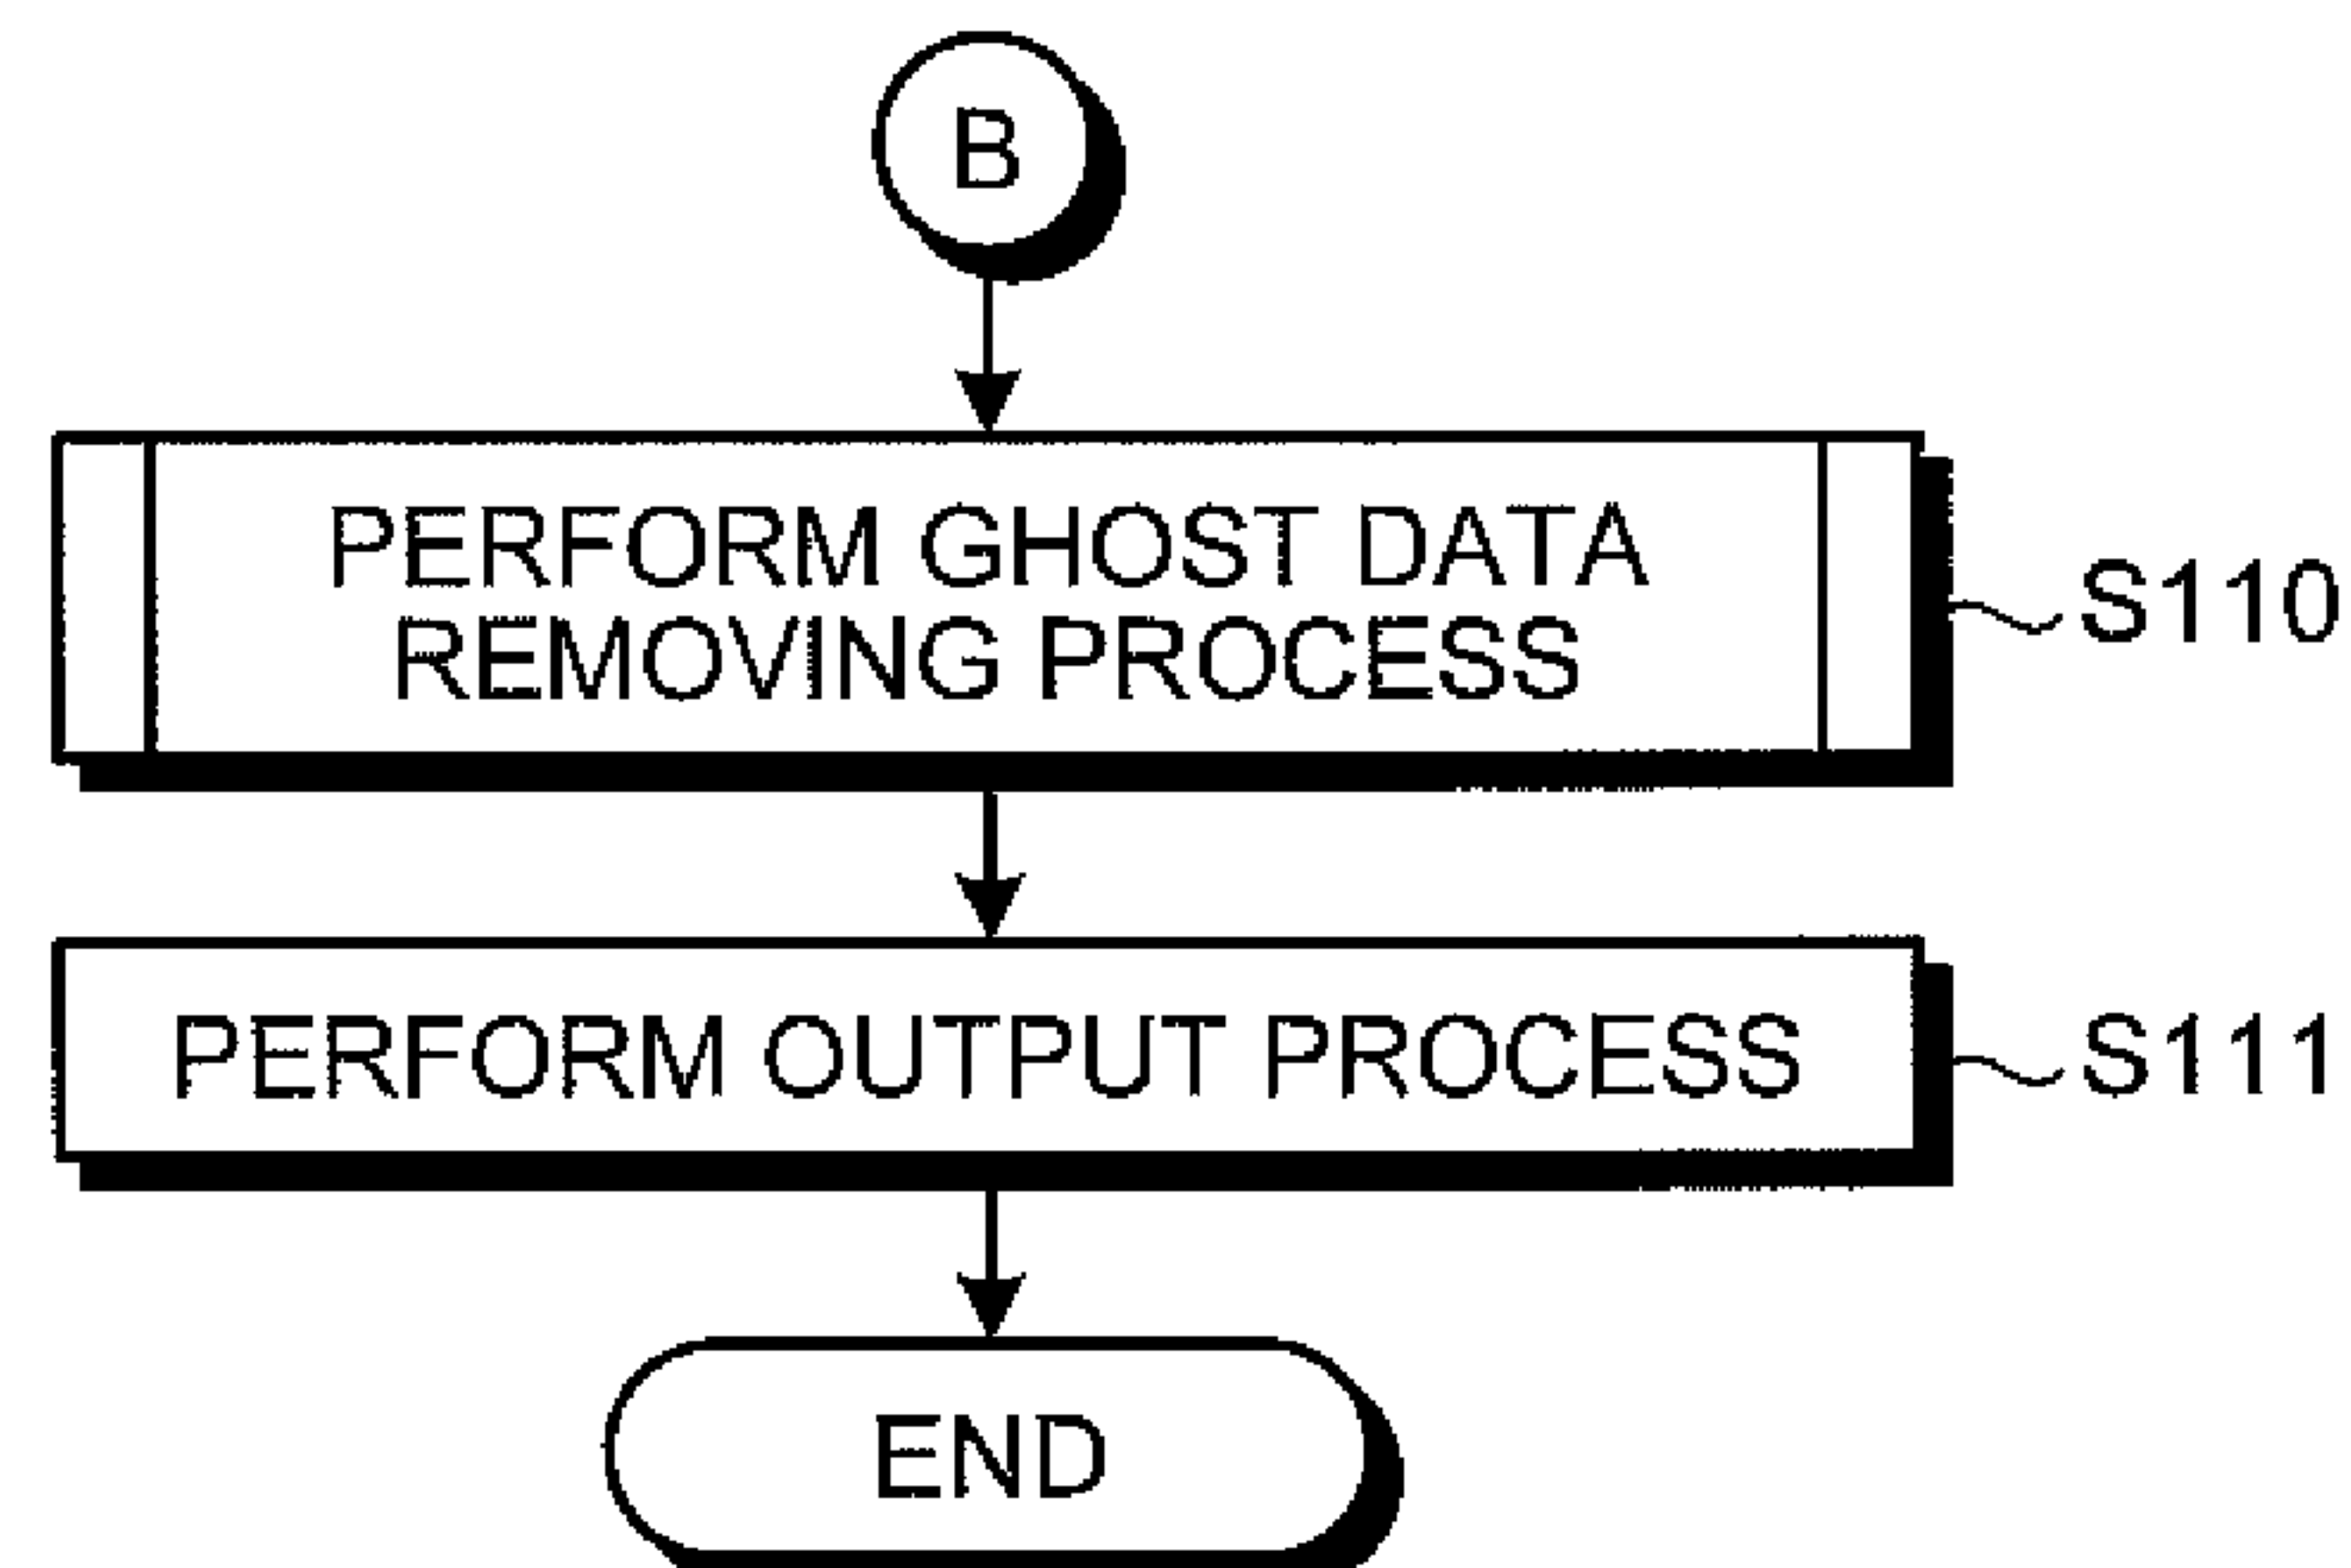 B
PERFORM GHOST DATA
REMOVING PROCESS
S110
PERFORM OUTPUT PROCESS
S111
END